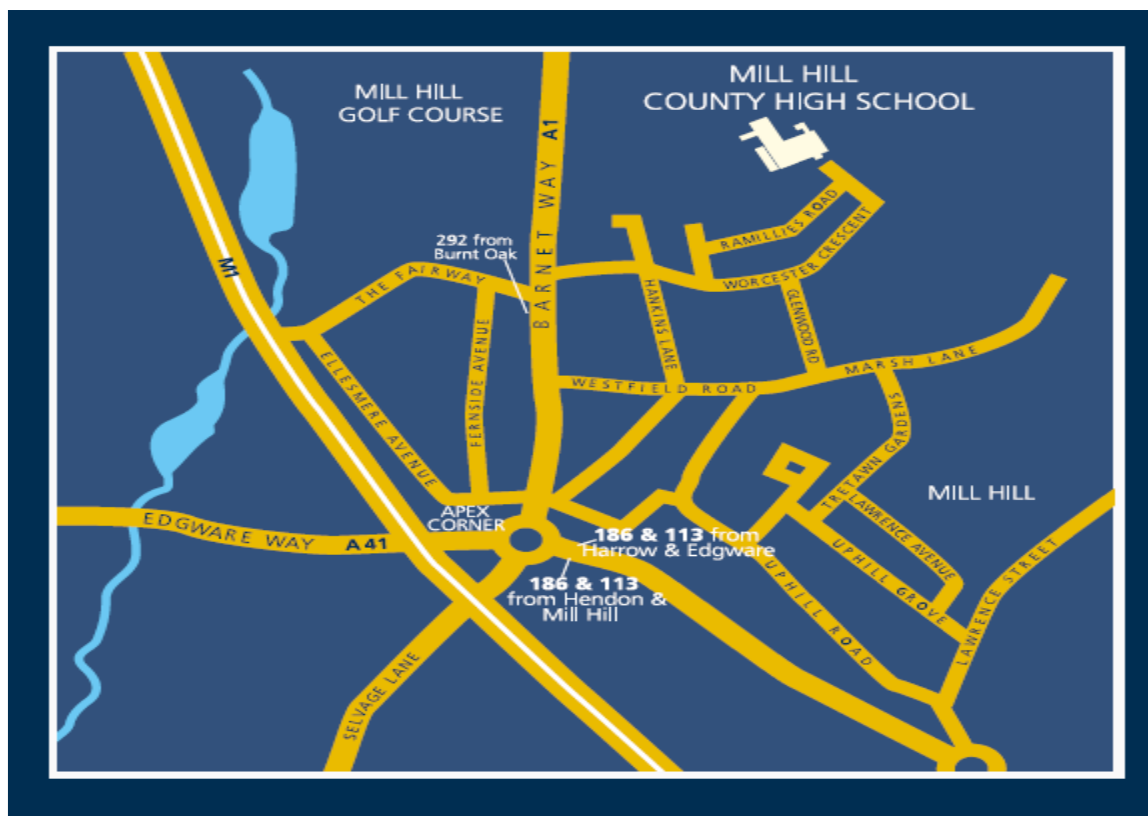 MILL HILL
GOLF COURSE
MILL HILL
COUNTY HIGH SCHOOL
BARNET WAY A1
M1
292 from
Burnt Oak
THE FAIRWAY
RAMILLIES ROAD
WORCESTER CRESCENT
HANKINS LANE
GLENWOOD RD
ELLESMERE AVENUE
FERNSIDE AVENUE
WESTFIELD ROAD
MARSH LANE
TRETAWN GARDENS
MILL HILL
LAWRENCE AVENUE
APEX
CORNER
EDGWARE WAY A41
186 & 113 from
Harrow & Edgware
186 & 113
from Hendon &
Mill Hill
UPHILL GROVE
UPHILL ROAD
LAWRENCE STREET
SELVAGE LANE